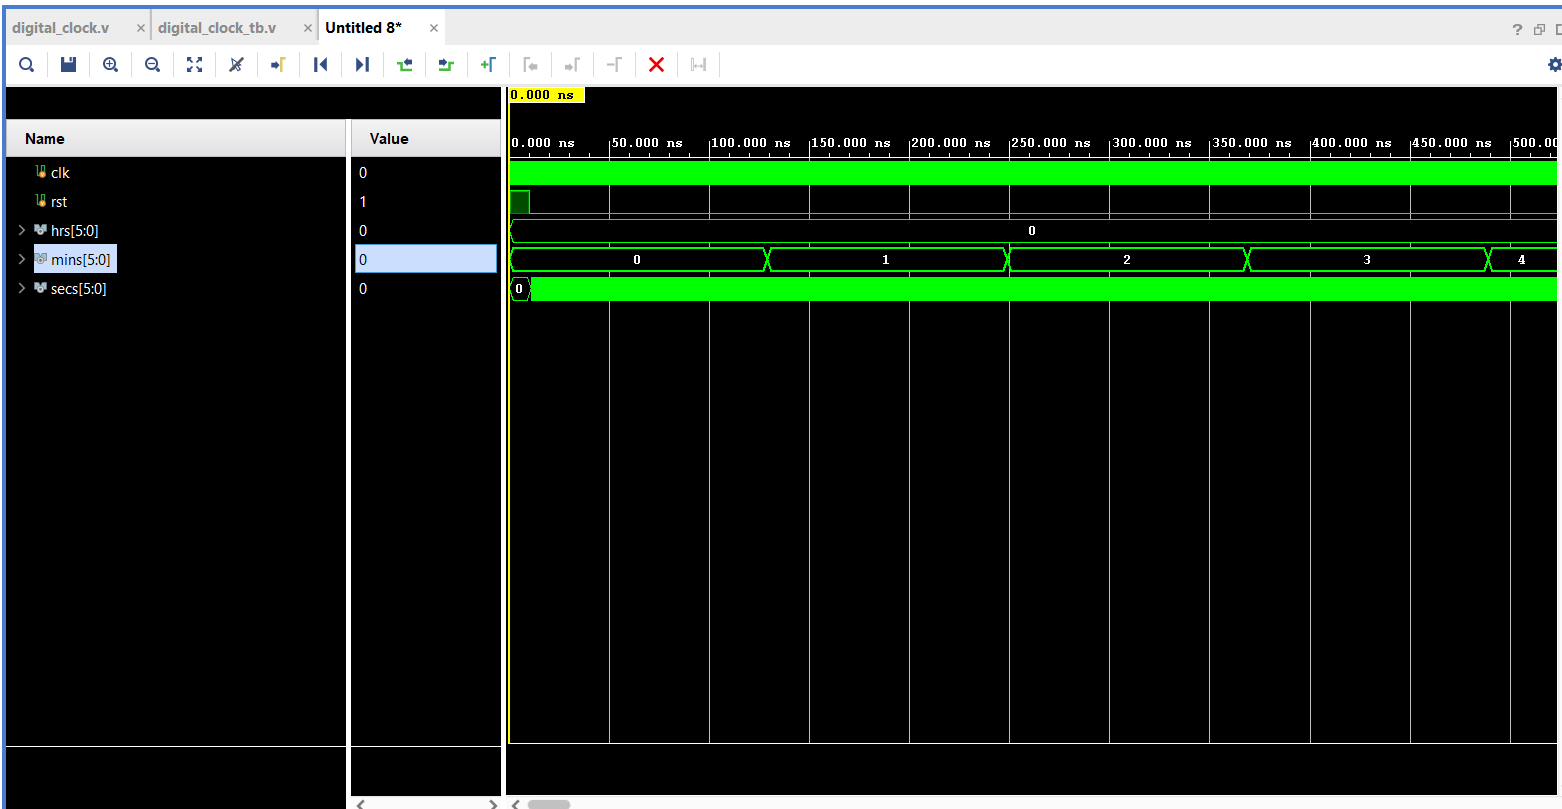 digital_clock.v × digital_clock_tb.v × Untitled 8* ×
?
0.000 ns
Name Value
0.000 ns 50.000 ns 100.000 ns 150.000 ns 200.000 ns 250.000 ns 300.000 ns 350.000 ns 400.000 ns 450.000 ns 500.0
clk 0
rst 1
hrs[5:0] 0 0
mins[5:0] 0 0 1 2 3 4
secs[5:0] 0 0